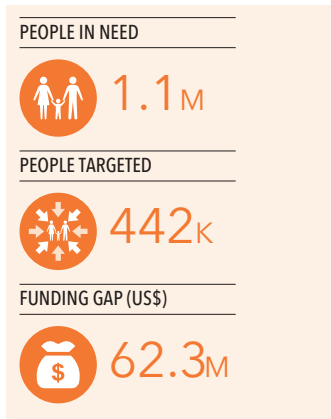 PEOPLE IN NEED
1.1M
PEOPLE TARGETED
442K
FUNDING GAP (US$)
$
62.3M